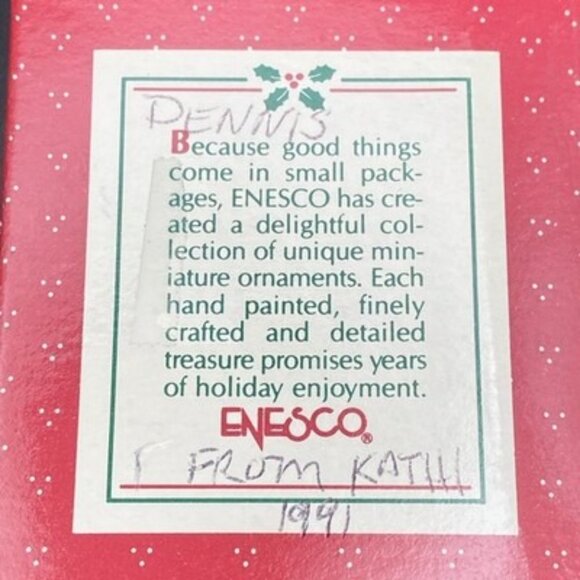 DENNIS
Because good things
come in small pack-
ages, ENESCO has cre-
ated a delightful col-
lection of unique min-
iature ornaments. Each
hand painted, finely
crafted and detailed
treasure promises years
of holiday enjoyment.
ENESCO®
FROM KATHI
1991